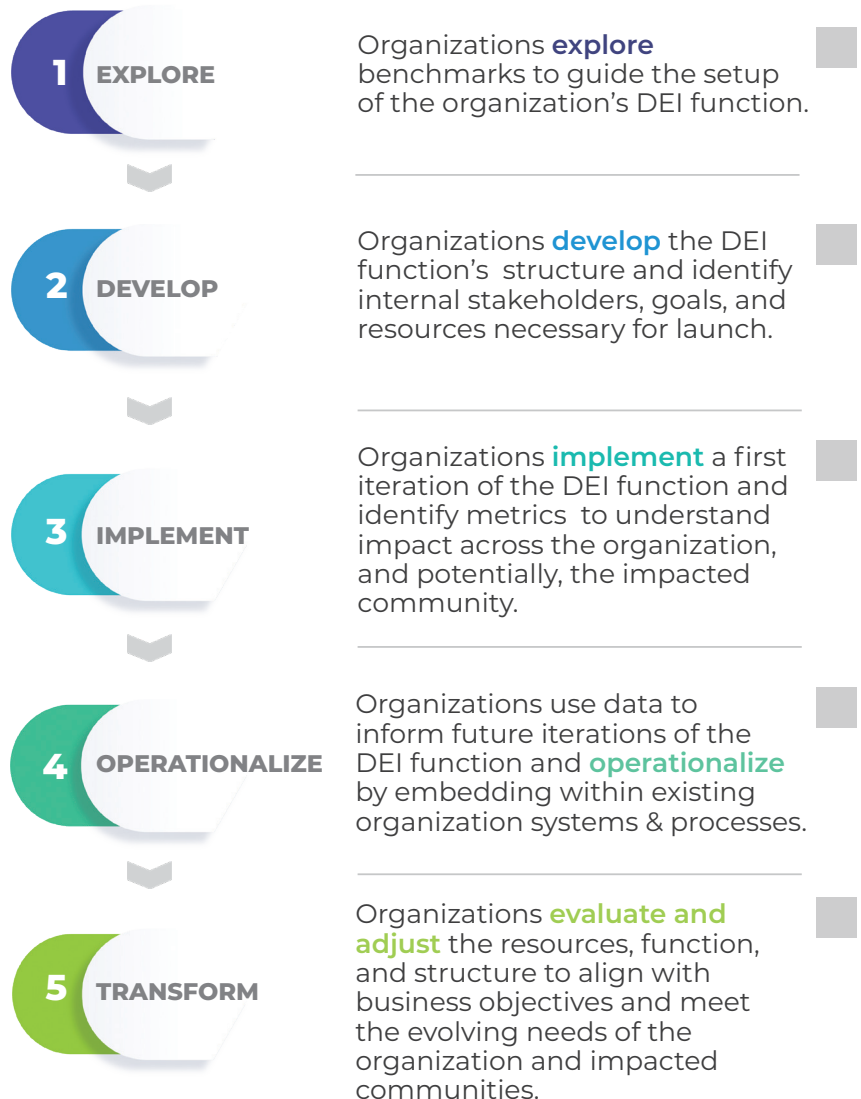 1 EXPLORE
Organizations explore
benchmarks to guide the setup
of the organization's DEI function.
2 DEVELOP
Organizations develop the DEI
function's structure and identify
internal stakeholders, goals, and
resources necessary for launch.
3 IMPLEMENT
Organizations implement a first
iteration of the DEI function and
identify metrics to understand
impact across the organization,
and potentially, the impacted
community.
4 OPERATIONALIZE
Organizations use data to
inform future iterations of the
DEI function and operationalize
by embedding within existing
organization systems & processes.
5 TRANSFORM
Organizations evaluate and
adjust the resources, function,
and structure to align with
business objectives and meet
the evolving needs of the
organization and impacted
communities.